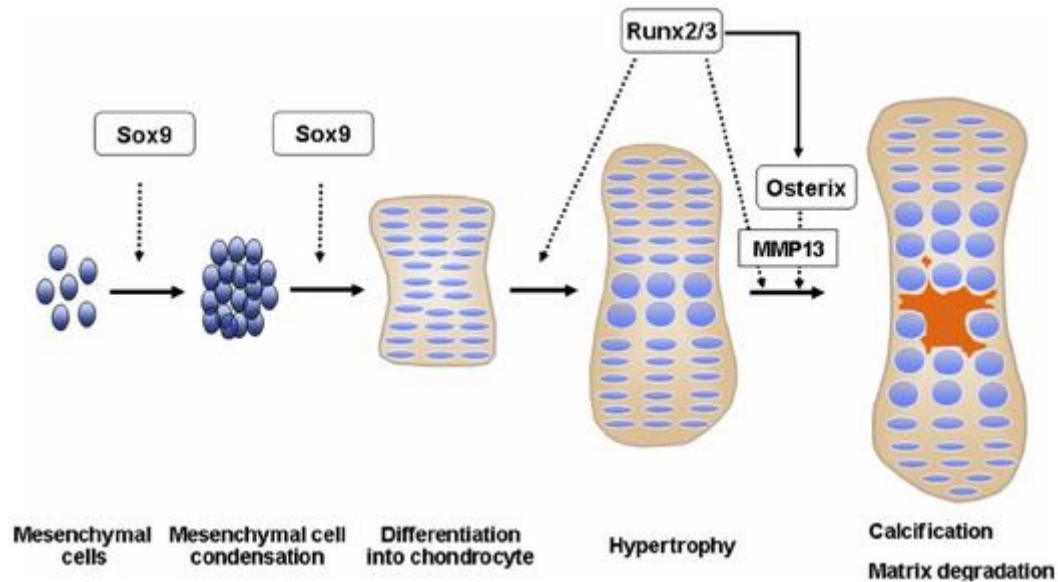 Runx2/3
Sox9
Sox9
Osterix
MMP13
Mesenchymal
cells
Mesenchymal cell
condensation
Differentiation
into chondrocyte
Hypertrophy
Calcification
Matrix degradation